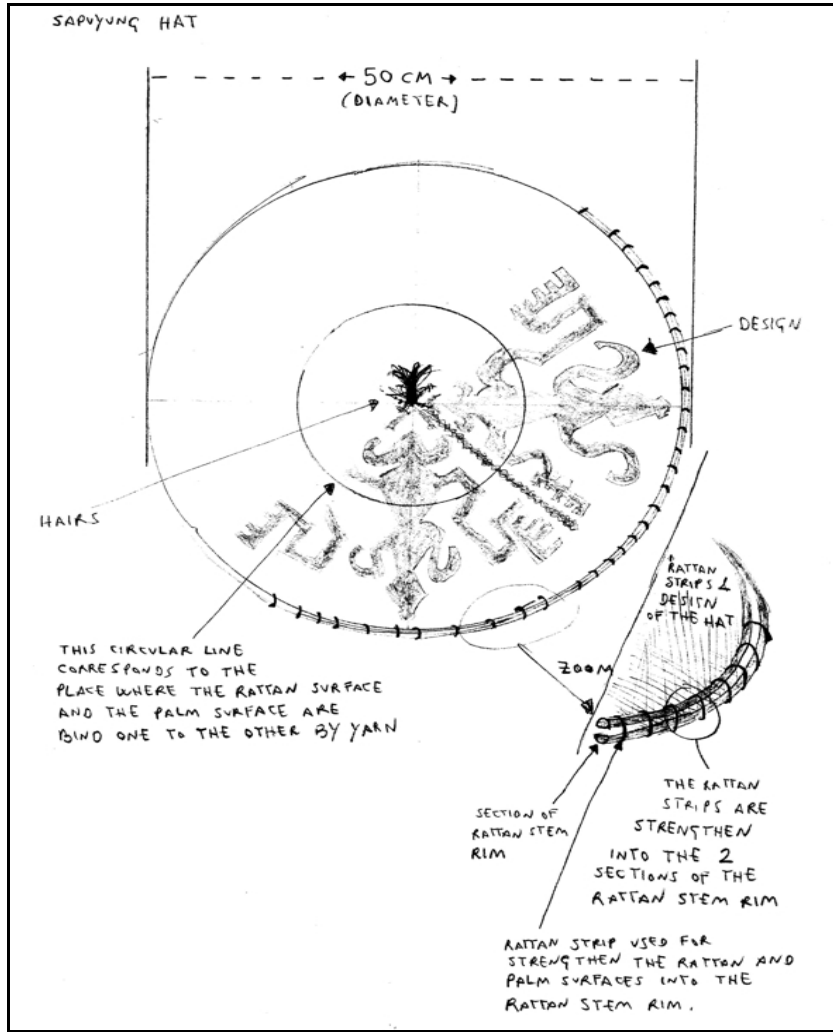 SAPUYUNG HAT
← 50 CM →
(DIAMETER)
DESIGN
HAIRS
RATTAN
STRIPS &
DESIGN
OF THE HAT
THIS CIRCULAR LINE
CORRESPONDS TO THE
PLACE WHERE THE RATTAN SURFACE
AND THE PALM SURFACE ARE
BIND ONE TO THE OTHER BY YARN
ZOOM
SECTION OF
RATTAN STEM
RIM
THE RATTAN
STRIPS ARE
STRENGTHEN
INTO THE 2
SECTIONS OF THE
RATTAN STEM RIM
RATTAN STRIP USED FOR
STRENGTHEN THE RATTAN AND
PALM SURFACES INTO THE
RATTAN STEM RIM.